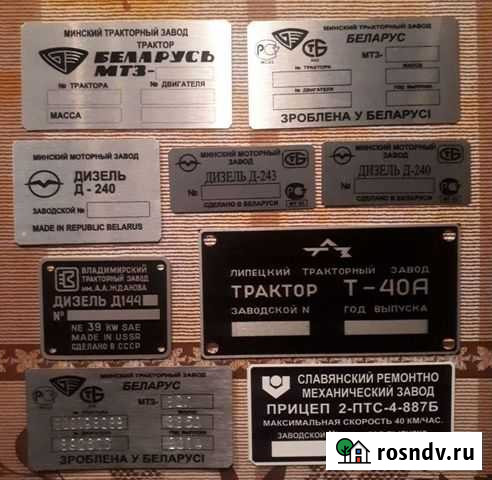 МИНСКИЙ ТРАКТОРНЫЙ ЗАВОД
ТРАКТОР
БЕЛАРУСЬ
МТЗ-
№ ТРАКТОРА
№ ДВИГАТЕЛЯ
МАССА
МИНСКИЙ ТРАКТОРНЫЙ ЗАВОД
БЕЛАРУС
МТЗ-
№ ТРАКТОРА
МАССА
№ ДВИГАТЕЛЯ
ГОД ВЫПУСКА
ЗРОБЛЕНА У БЕЛАРУСІ
МИНСКИЙ МОТОРНЫЙ ЗАВОД
ДИЗЕЛЬ
Д - 240
ЗАВОДСКОЙ №
MADE IN REPUBLIC BELARUS
МИНСКИЙ МОТОРНЫЙ
ЗАВОД
ДИЗЕЛЬ Д-243
№
СДЕЛАНО В БЕЛАРУСИ
МИНСКИЙ МОТОРНЫЙ
ЗАВОД
ДИЗЕЛЬ Д-240
№
СДЕЛАНО В БЕЛАРУСИ
ВЛАДИМИРСКИЙ
ТРАКТОРНЫЙ ЗАВОД
ИМ. А.А. ЖДАНОВА
ДИЗЕЛЬ Д144
№
NE 39 KW SAE
MADE IN USSR
СДЕЛАНО В СССР
ЛИПЕЦКИЙ ТРАКТОРНЫЙ ЗАВОД
ТРАКТОР Т-40А
ЗАВОДСКОЙ N
ГОД ВЫПУСКА
МИНСКИЙ ТРАКТОРНЫЙ ЗАВОД
БЕЛАРУС
МТЗ-
ЗРОБЛЕНА У БЕЛАРУСІ
СЛАВЯНСКИЙ РЕМОНТНО
МЕХАНИЧЕСКИЙ ЗАВОД
ПРИЦЕП 2-ПТС-4-887Б
МАКСИМАЛЬНАЯ СКОРОСТЬ 40 КМ/ЧАС.
ЗАВОДСКОЙ
rosndv.ru